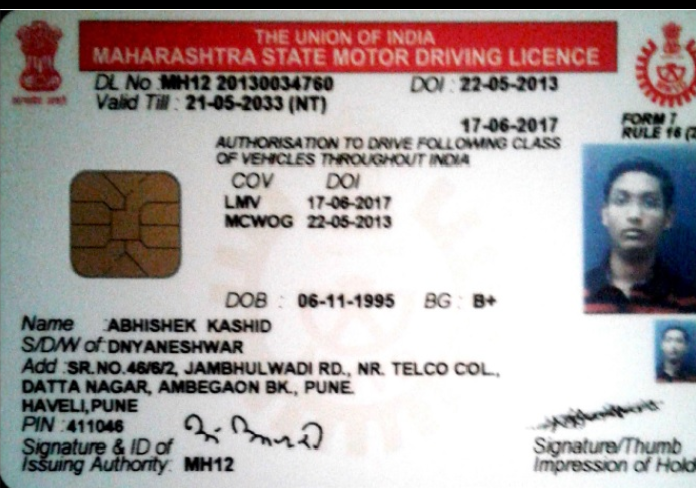 THE UNION OF INDIA
MAHARASHTRA STATE MOTOR DRIVING LICENCE
DL No :MH12 20130034760 DOI : 22-05-2013
Valid Till : 21-05-2033 (NT)
17-06-2017
FORM 7
RULE 16 (2
AUTHORISATION TO DRIVE FOLLOWING CLASS
OF VEHICLES THROUGHOUT INDIA
COV DOI
LMV 17-06-2017
MCWOG 22-05-2013
DOB : 06-11-1995 BG : B+
Name :ABHISHEK KASHID
S/D/W of:DNYANESHWAR
Add :SR.NO.46/6/2, JAMBHULWADI RD., NR. TELCO COL.,
DATTA NAGAR, AMBEGAON BK., PUNE.
HAVELI,PUNE
PIN :411046
Signature & ID of
Issuing Authority: MH12
Signature/Thumb
Impression of Hold